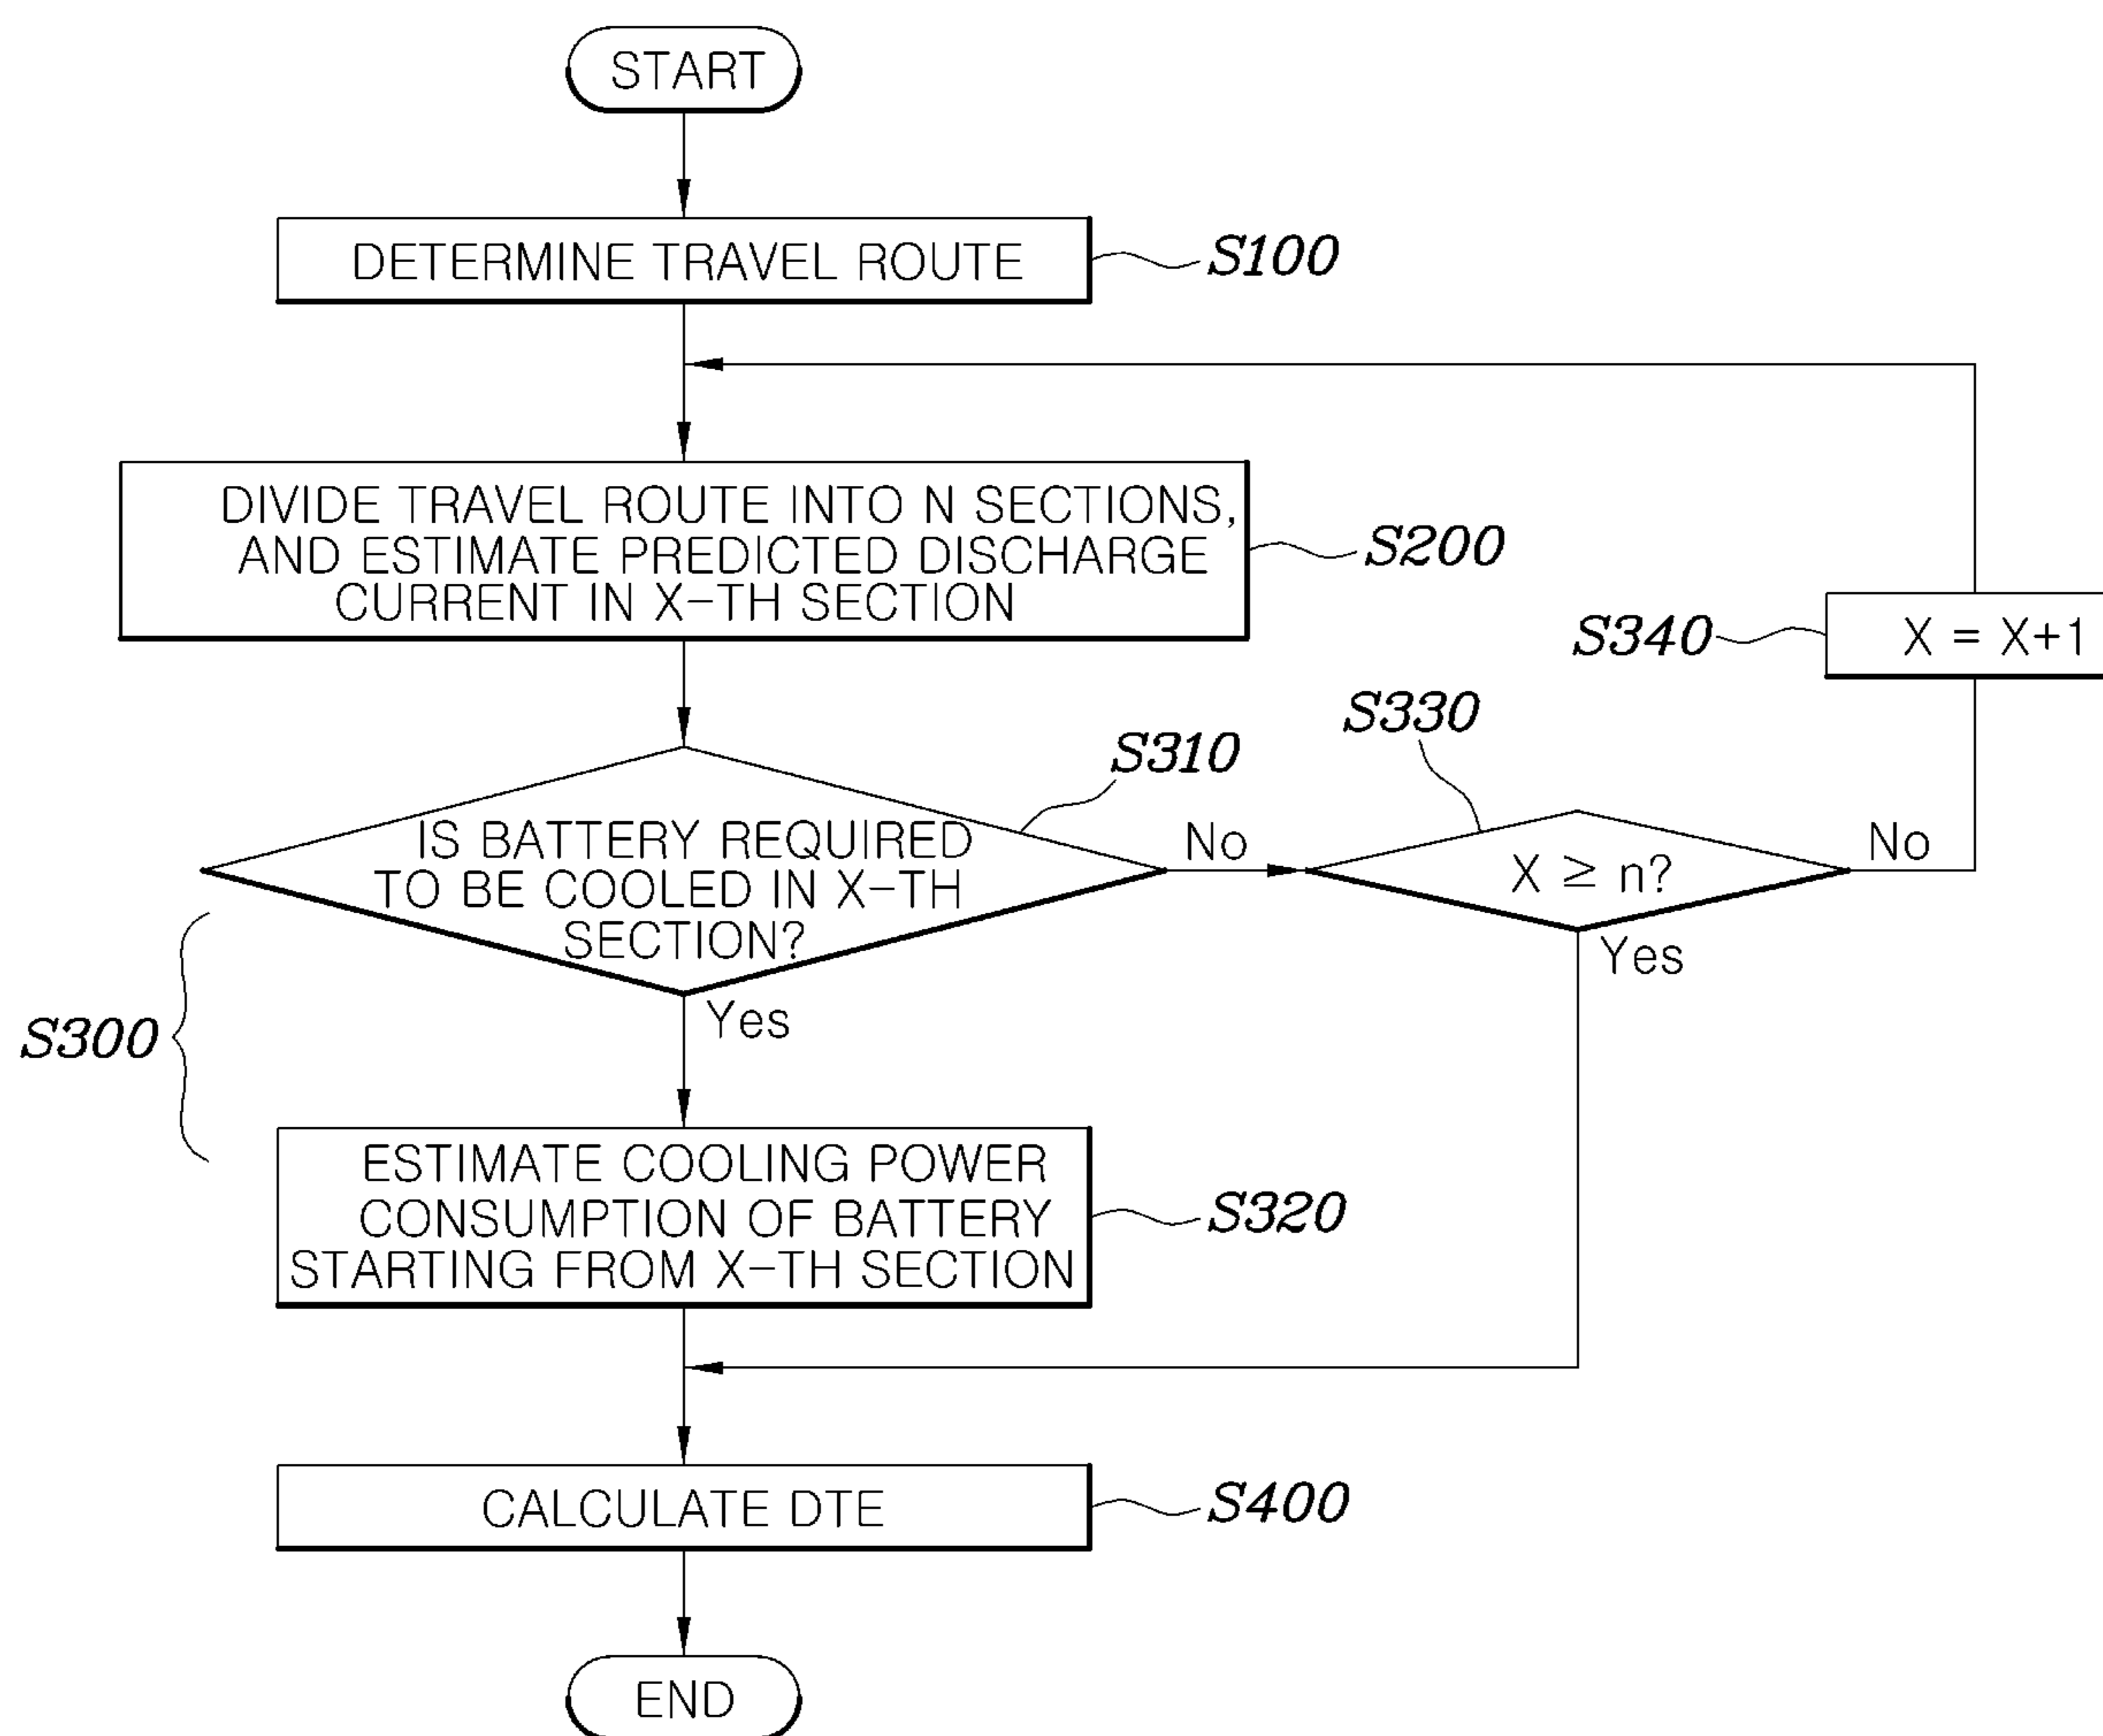 START
DETERMINE TRAVEL ROUTE
S100
DIVIDE TRAVEL ROUTE INTO N SECTIONS,
AND ESTIMATE PREDICTED DISCHARGE
CURRENT IN X-TH SECTION
S200
S340
X = X+1
S330
S310
IS BATTERY REQUIRED
TO BE COOLED IN X-TH
SECTION?
No
X ≥ n?
No
Yes
Yes
S300
ESTIMATE COOLING POWER
CONSUMPTION OF BATTERY
STARTING FROM X-TH SECTION
S320
CALCULATE DTE
S400
END